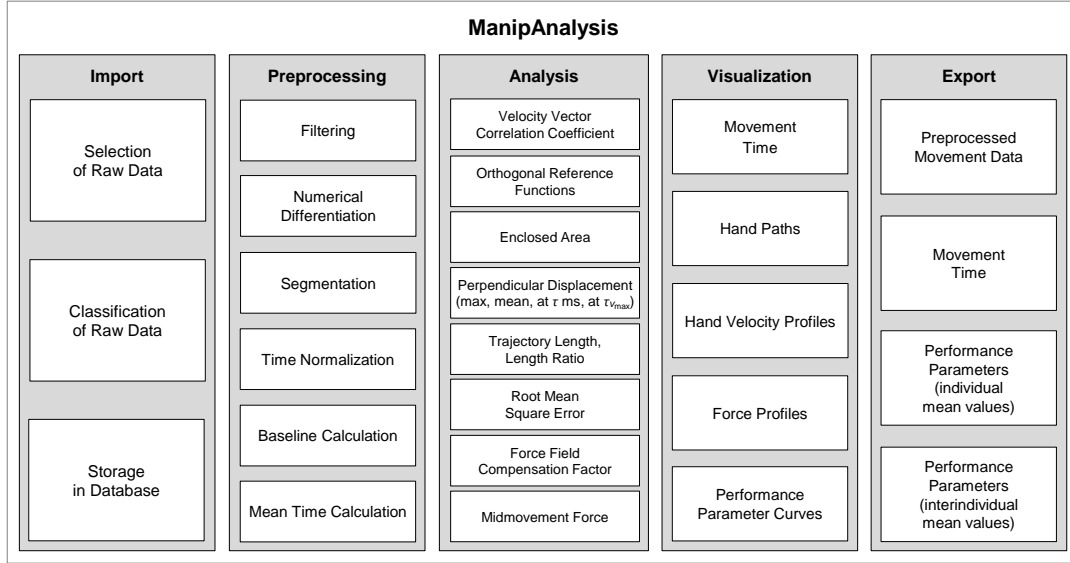 ManipAnalysis
Import
Selection
of Raw Data
Classification
of Raw Data
Storage
in Database
Preprocessing
Filtering
Numerical
Differentiation
Segmentation
Time Normalization
Baseline Calculation
Mean Time Calculation
Analysis
Velocity Vector
Correlation Coefficient
Orthogonal Reference
Functions
Enclosed Area
Perpendicular Displacement
(max, mean, at τ ms, at τvmax)
Trajectory Length,
Length Ratio
Root Mean
Square Error
Force Field
Compensation Factor
Midmovement Force
Visualization
Movement
Time
Hand Paths
Hand Velocity Profiles
Force Profiles
Performance
Parameter Curves
Export
Preprocessed
Movement Data
Movement
Time
Performance
Parameters
(individual
mean values)
Performance
Parameters
(interindividual
mean values)